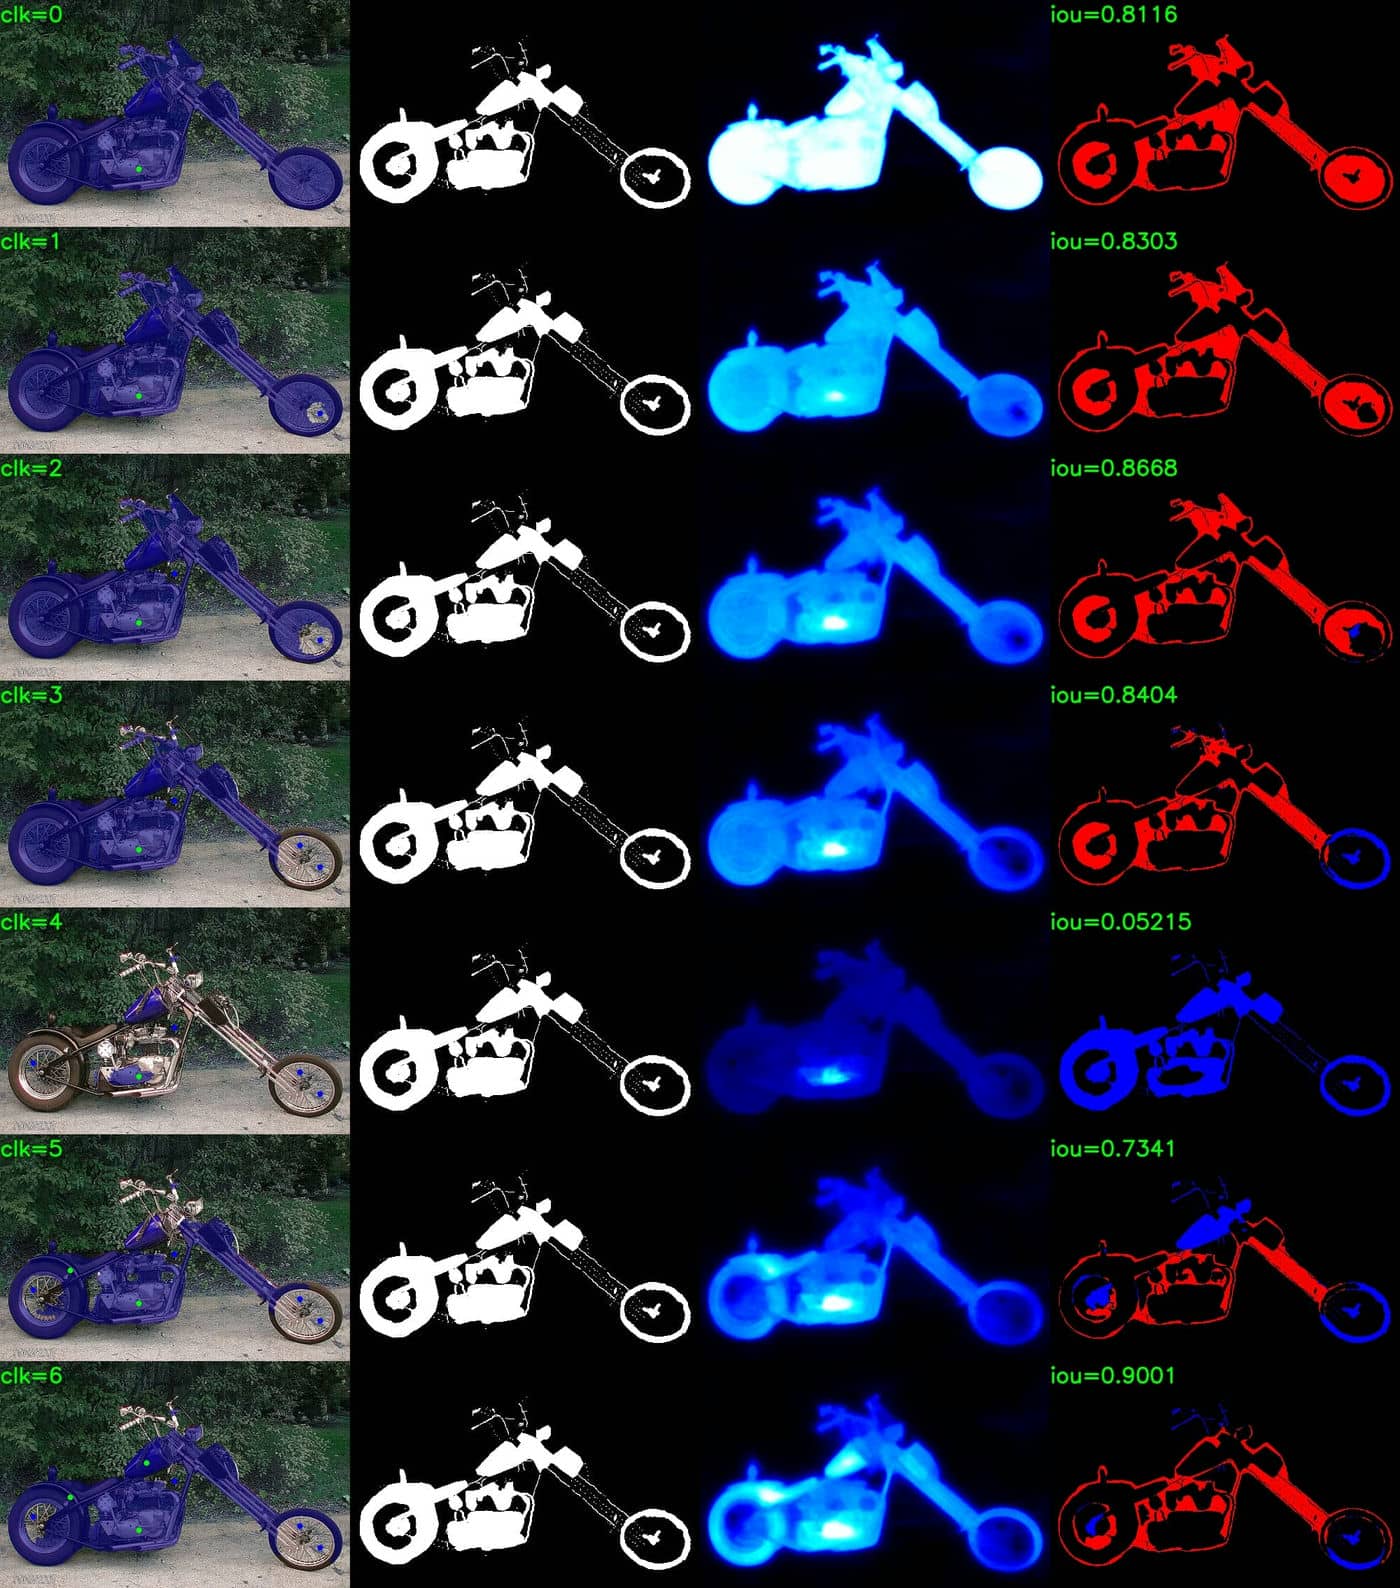 clk=0
iou=0.8116
clk=1
iou=0.8303
clk=2
iou=0.8668
clk=3
iou=0.8404
clk=4
iou=0.05215
clk=5
iou=0.7341
clk=6
iou=0.9001